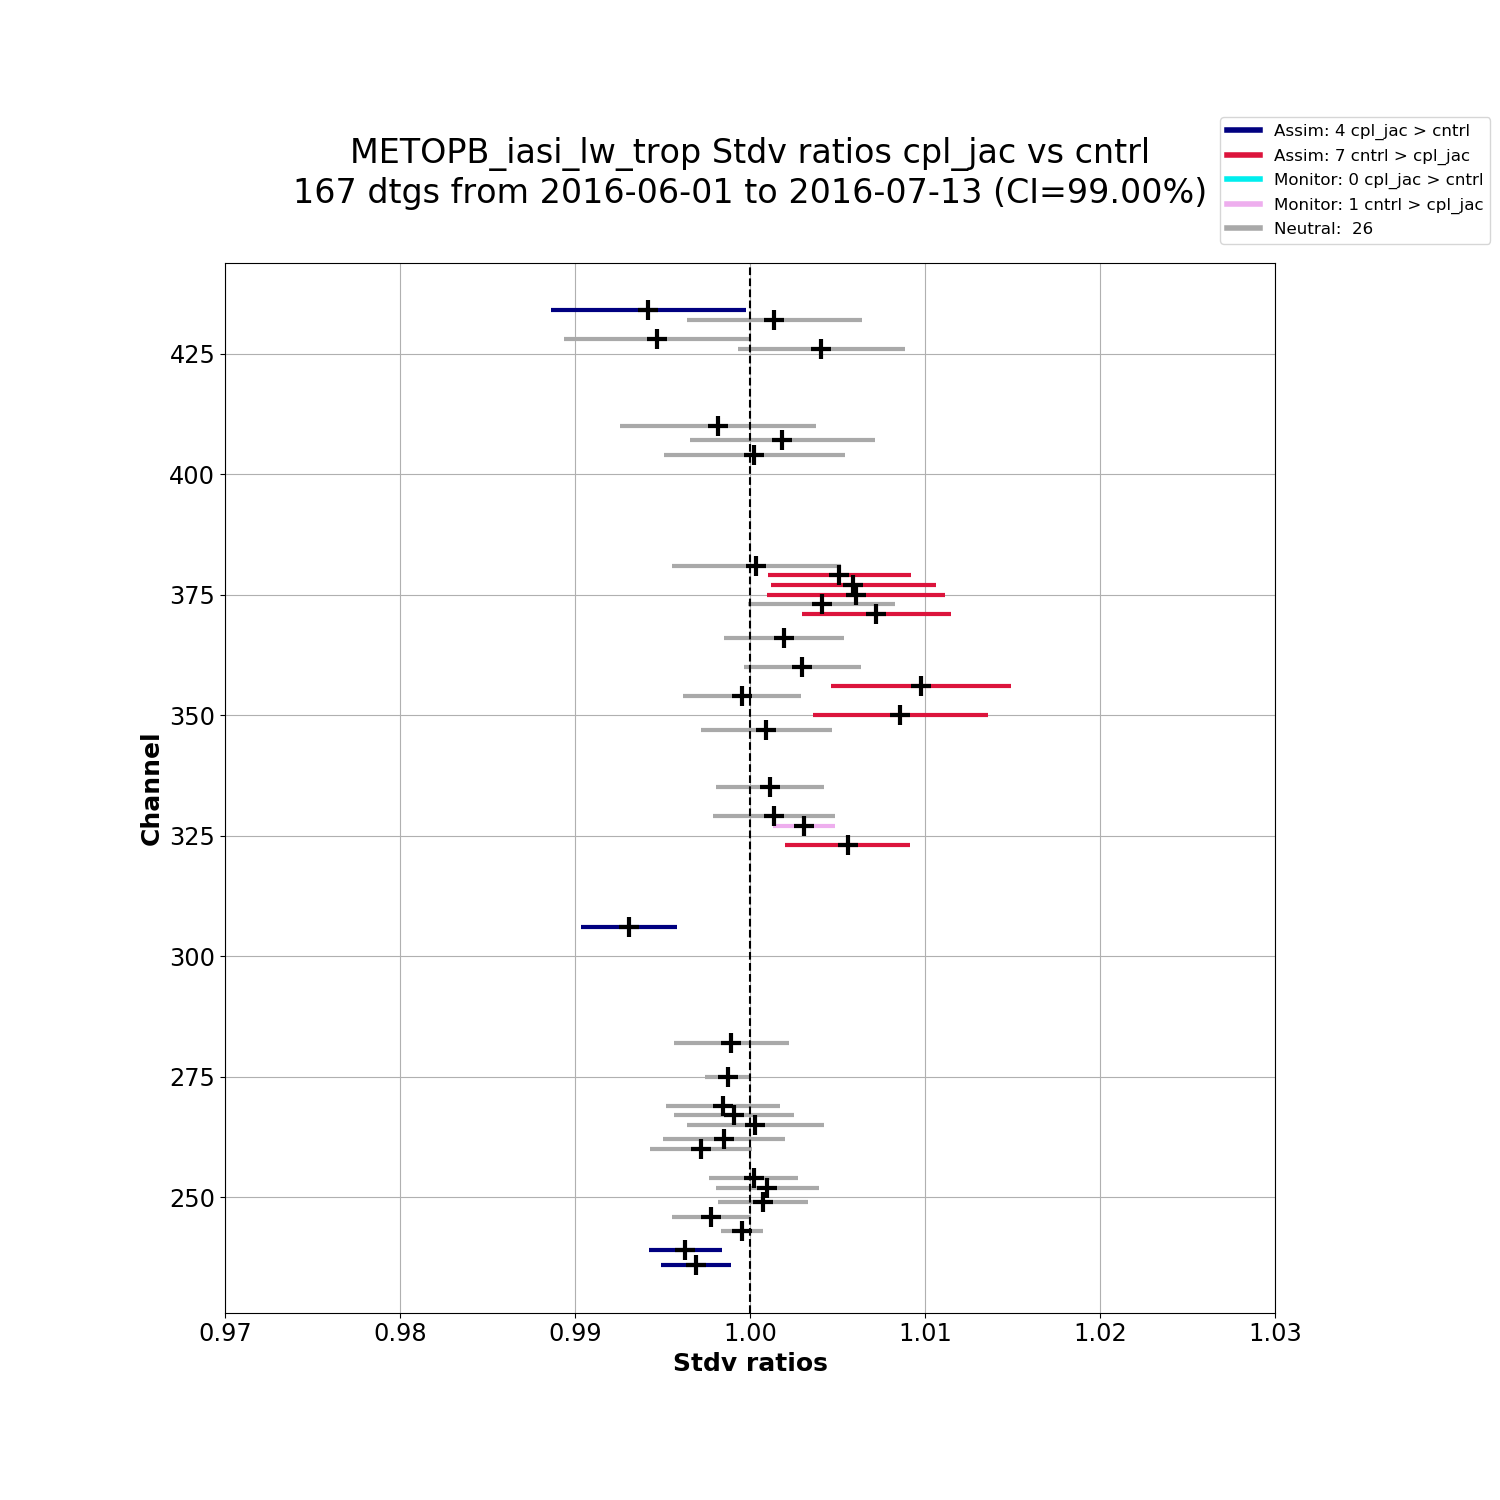 METOPB_iasi_lw_trop Stdv ratios cpl_jac vs cntrl
167 dtgs from 2016-06-01 to 2016-07-13 (CI=99.00%)
Assim: 4 cpl_jac > cntrl
Assim: 7 cntrl > cpl_jac
Monitor: 0 cpl_jac > cntrl
Monitor: 1 cntrl > cpl_jac
Neutral:  26
425
400
375
350
325
300
275
250
Channel
0.97
0.98
0.99
1.00
1.01
1.02
1.03
Stdv ratios